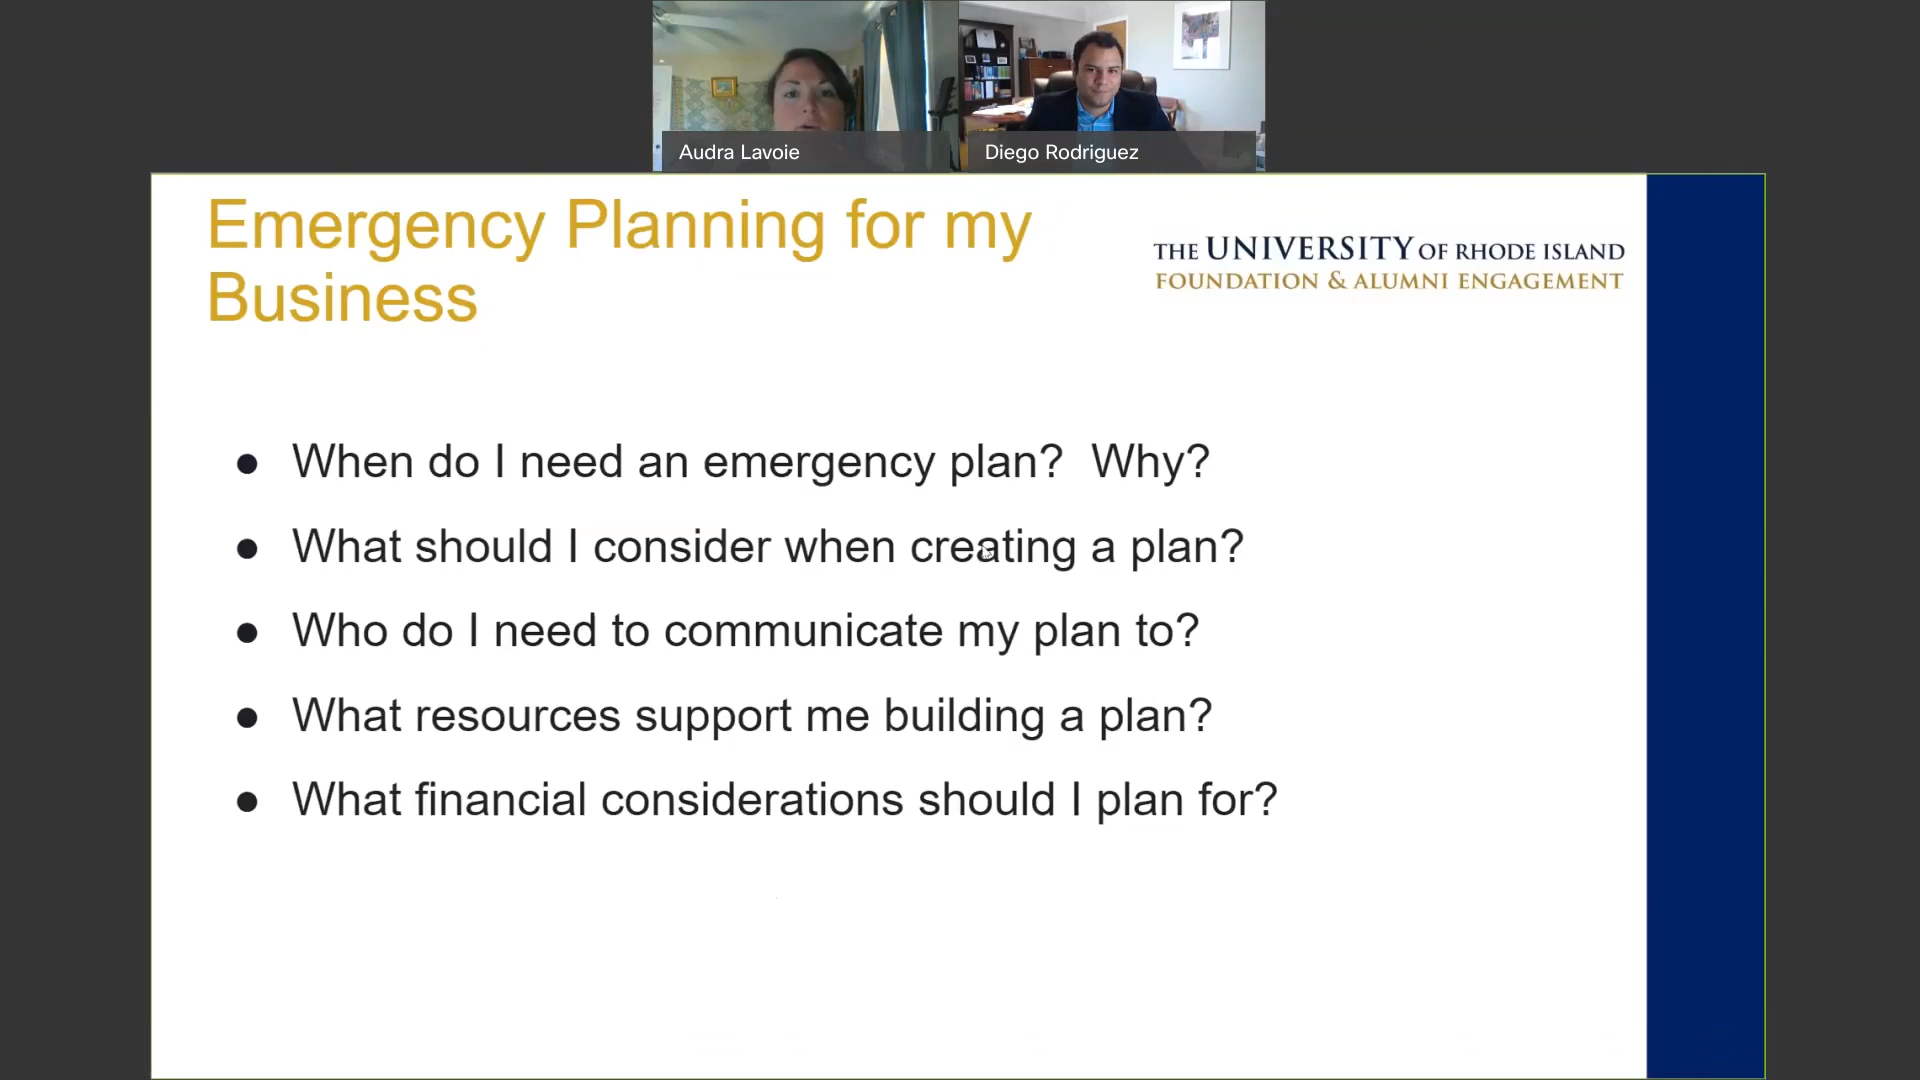 Audra Lavoie
Diego Rodriguez
Emergency Planning for my
Business
THE UNIVERSITY OF RHODE ISLAND
FOUNDATION & ALUMNI ENGAGEMENT
● When do I need an emergency plan?  Why?
● What should I consider when creating a plan?
● Who do I need to communicate my plan to?
● What resources support me building a plan?
● What financial considerations should I plan for?